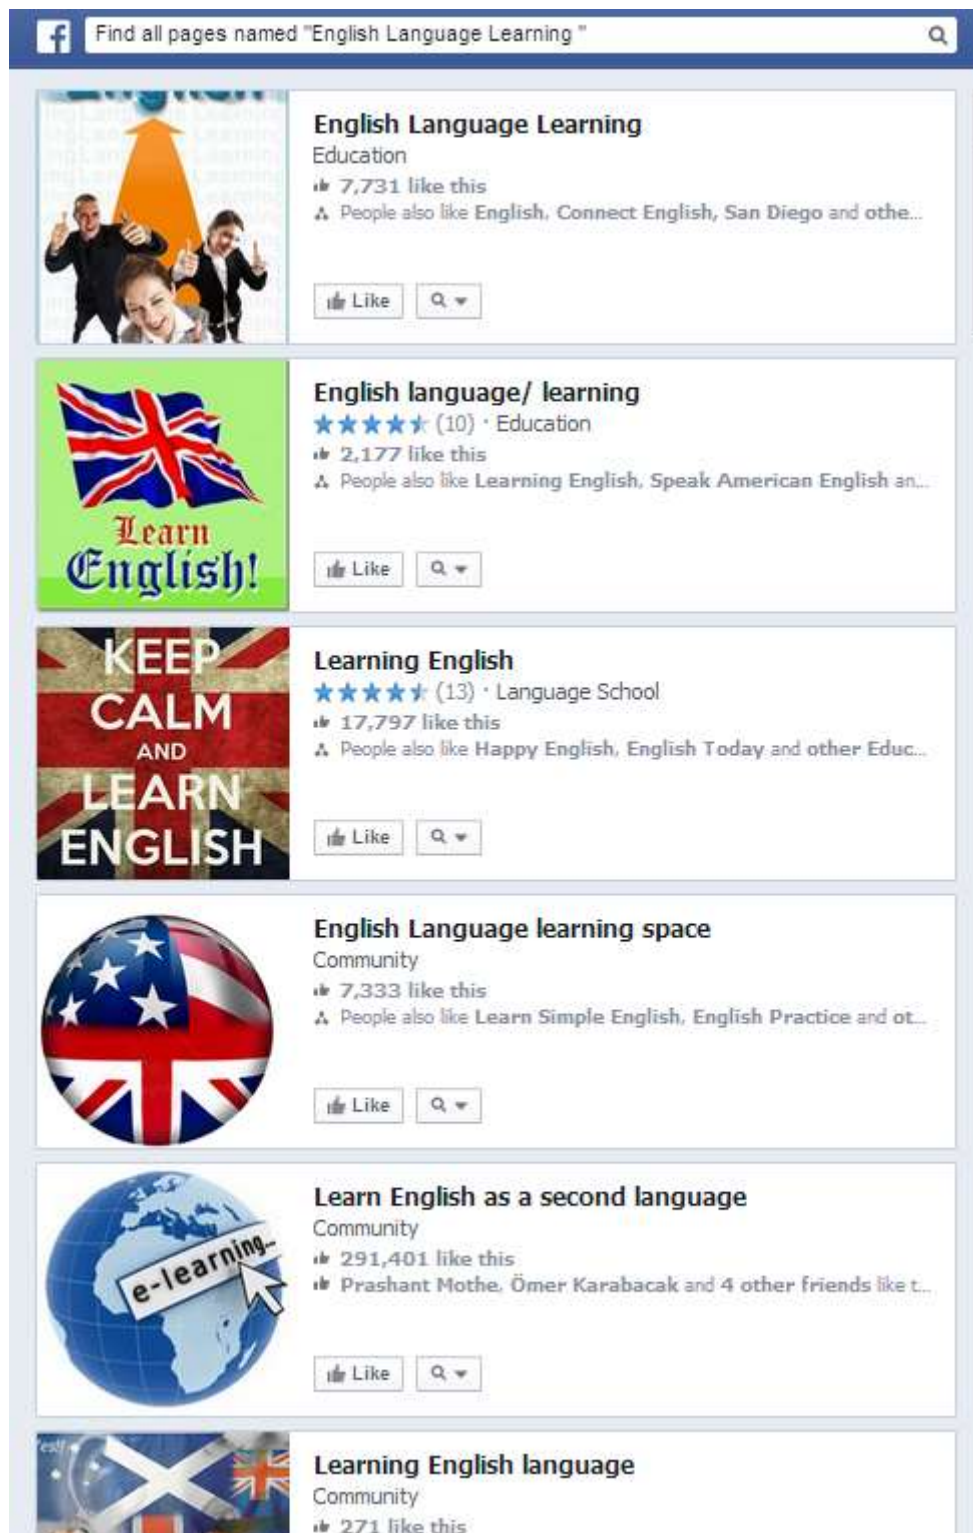 f Find all pages named "English Language Learning "
English
English Language Learning
Education
7,731 like this
People also like English, Connect English, San Diego and othe...
Like
Learn
English!
English language/ learning
(10) · Education
2,177 like this
People also like Learning English, Speak American English an...
Like
KEEP
CALM
AND
LEARN
ENGLISH
Learning English
(13) · Language School
17,797 like this
People also like Happy English, English Today and other Educ...
Like
English Language learning space
Community
7,333 like this
People also like Learn Simple English, English Practice and ot...
Like
e-learning...
Learn English as a second language
Community
291,401 like this
Prashant Mothe, Ömer Karabacak and 4 other friends like t...
Like
Learning English language
Community
271 like this